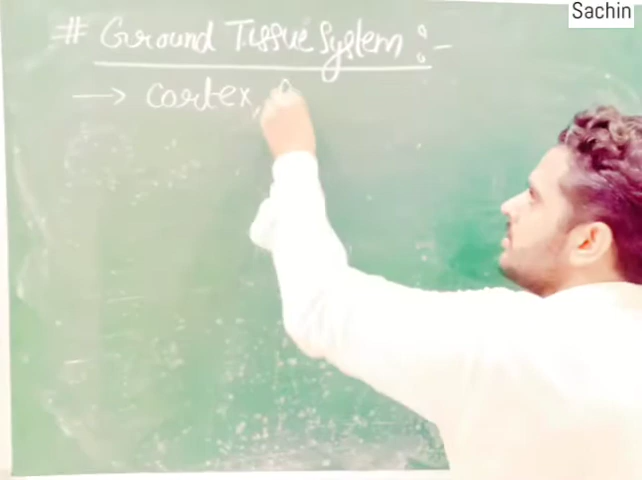 Sachin
# Ground Tissue System :-
→ Cortex,